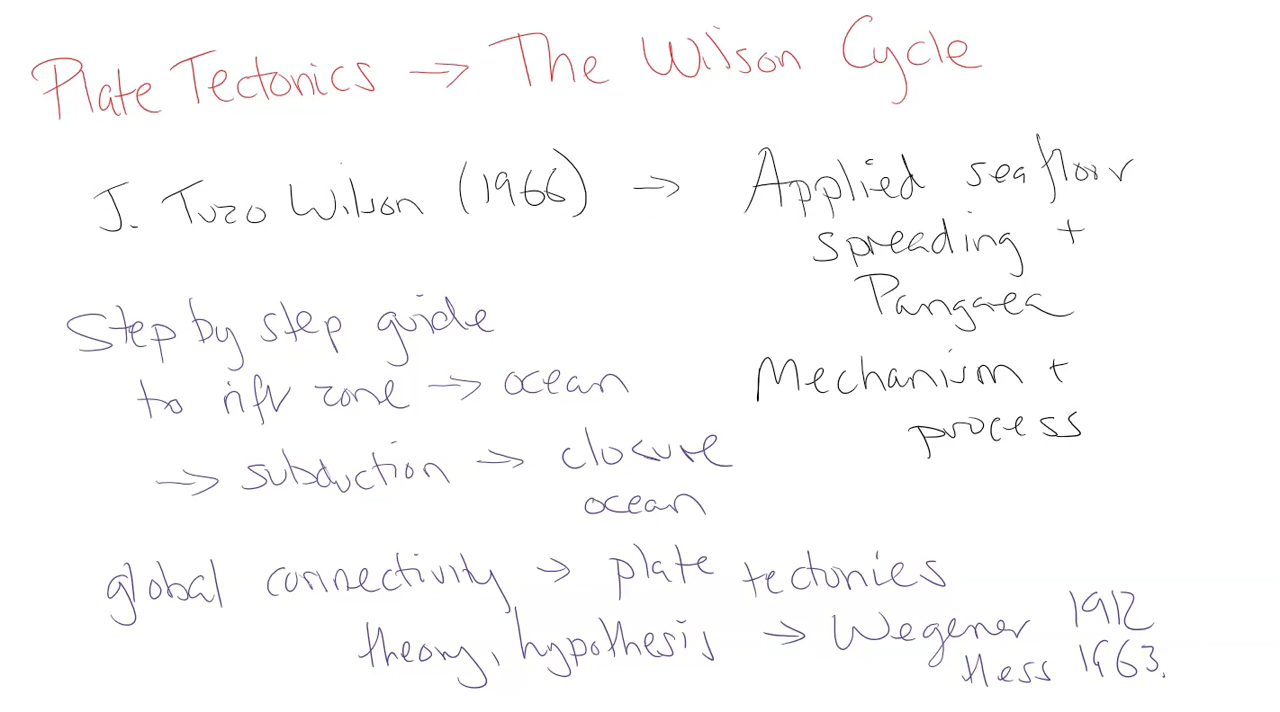 Plate Tectonics → The Wilson Cycle
J. Tuzo Wilson (1966) → Applied seafloor
spreading +
Pangaea
Mechanism +
process
Step by step guide
to rift zone → ocean
→ subduction → closure
ocean
global connectivity → plate tectonics
theory, hypothesis → Wegener 1912
Hess 1963.